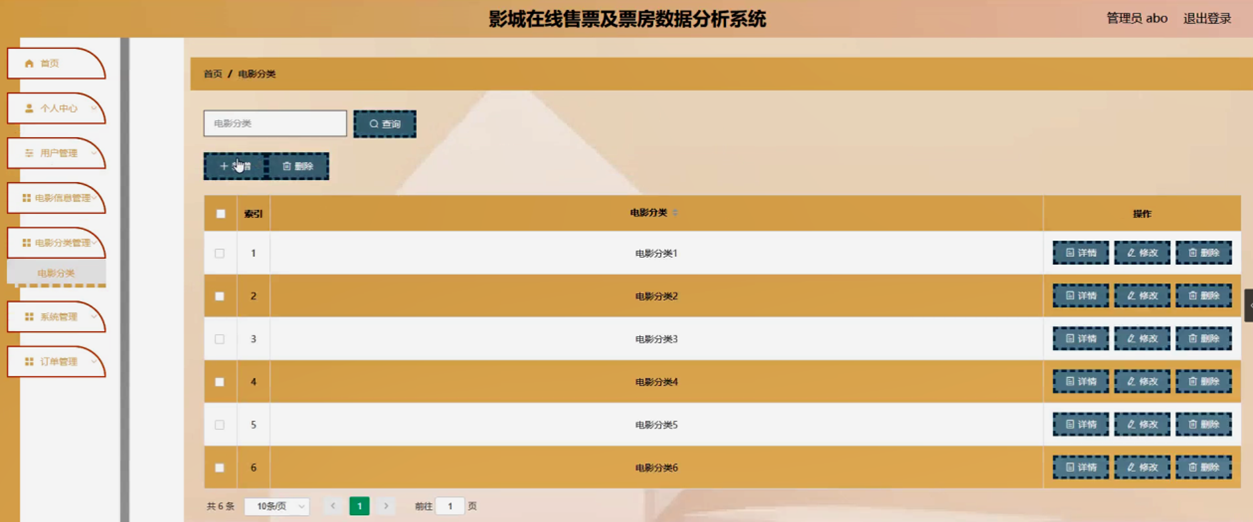 影城在线售票及票房数据分析系统
管理员 abo 退出登录
首页
个人中心
用户管理
电影信息管理
电影分类管理
电影分类
系统管理
订单管理
首页 / 电影分类
电影分类 查询
删除
索引 电影分类 操作
1 电影分类1 详情 修改 删除
2 电影分类2 详情 修改 删除
3 电影分类3 详情 修改 删除
4 电影分类4 详情 修改 删除
5 电影分类5 详情 修改 删除
6 电影分类6 详情 修改 删除
共 6 条 10条/页 1 前往 1 页